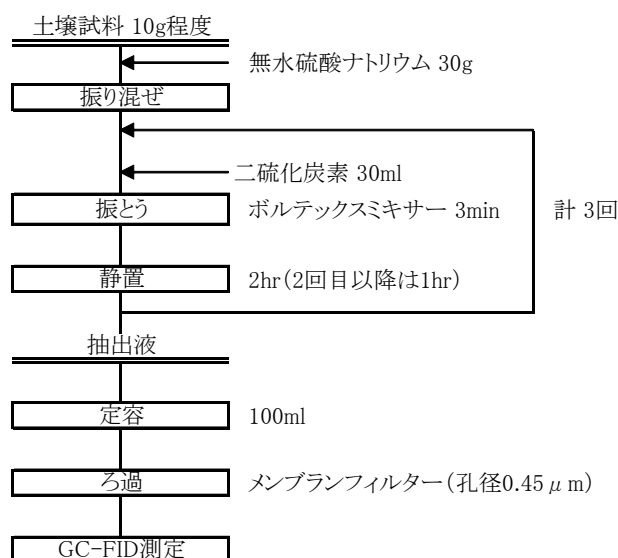 土壌試料 10g程度
無水硫酸ナトリウム 30g
振り混ぜ
二硫化炭素 30ml
振とう ボルテックスミキサー 3min 計 3回
静置 2hr(2回目以降は1hr)
抽出液
定容 100ml
ろ過 メンブランフィルター(孔径0.45μm)
GC-FID測定